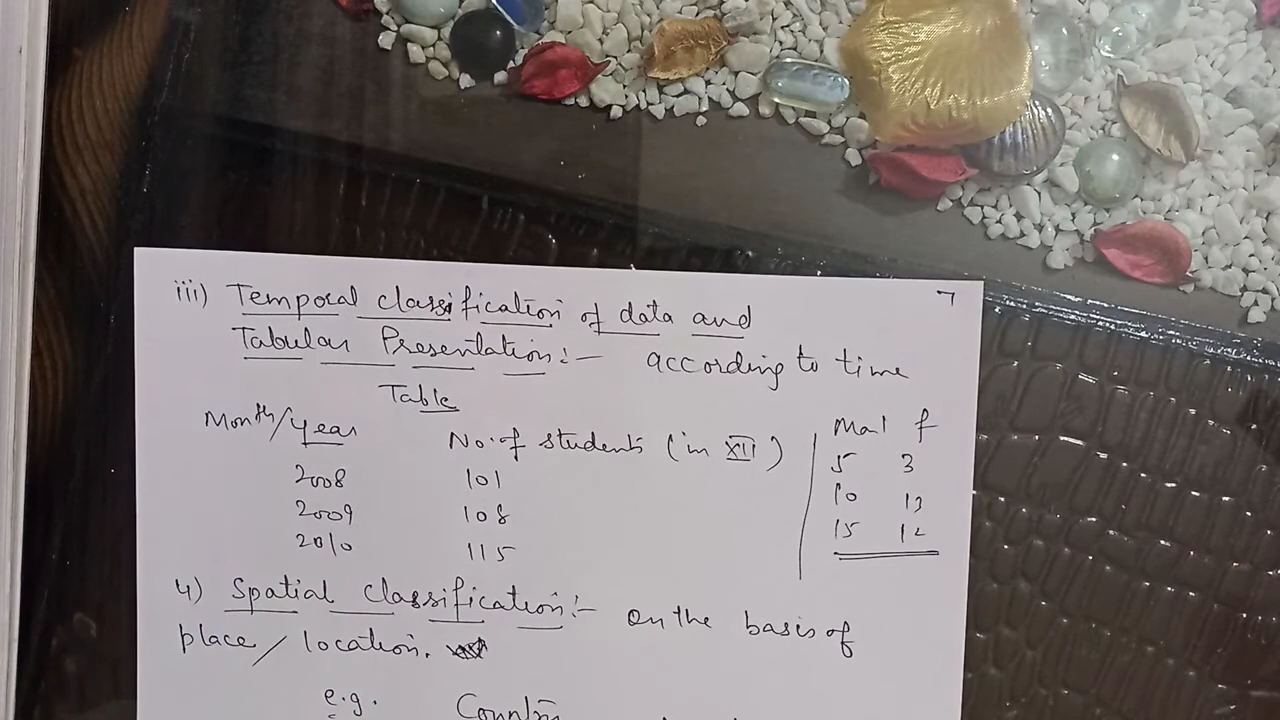 7
iii) Temporal classification of data and
Tabular Presentation:- according to time
Table
Month/year No. of students (in XII)
2008 101
2009 108
2010 115
Mal f
5 3
10 13
15 12
4) Spatial classification:- on the basis of
place/location.
e.g.